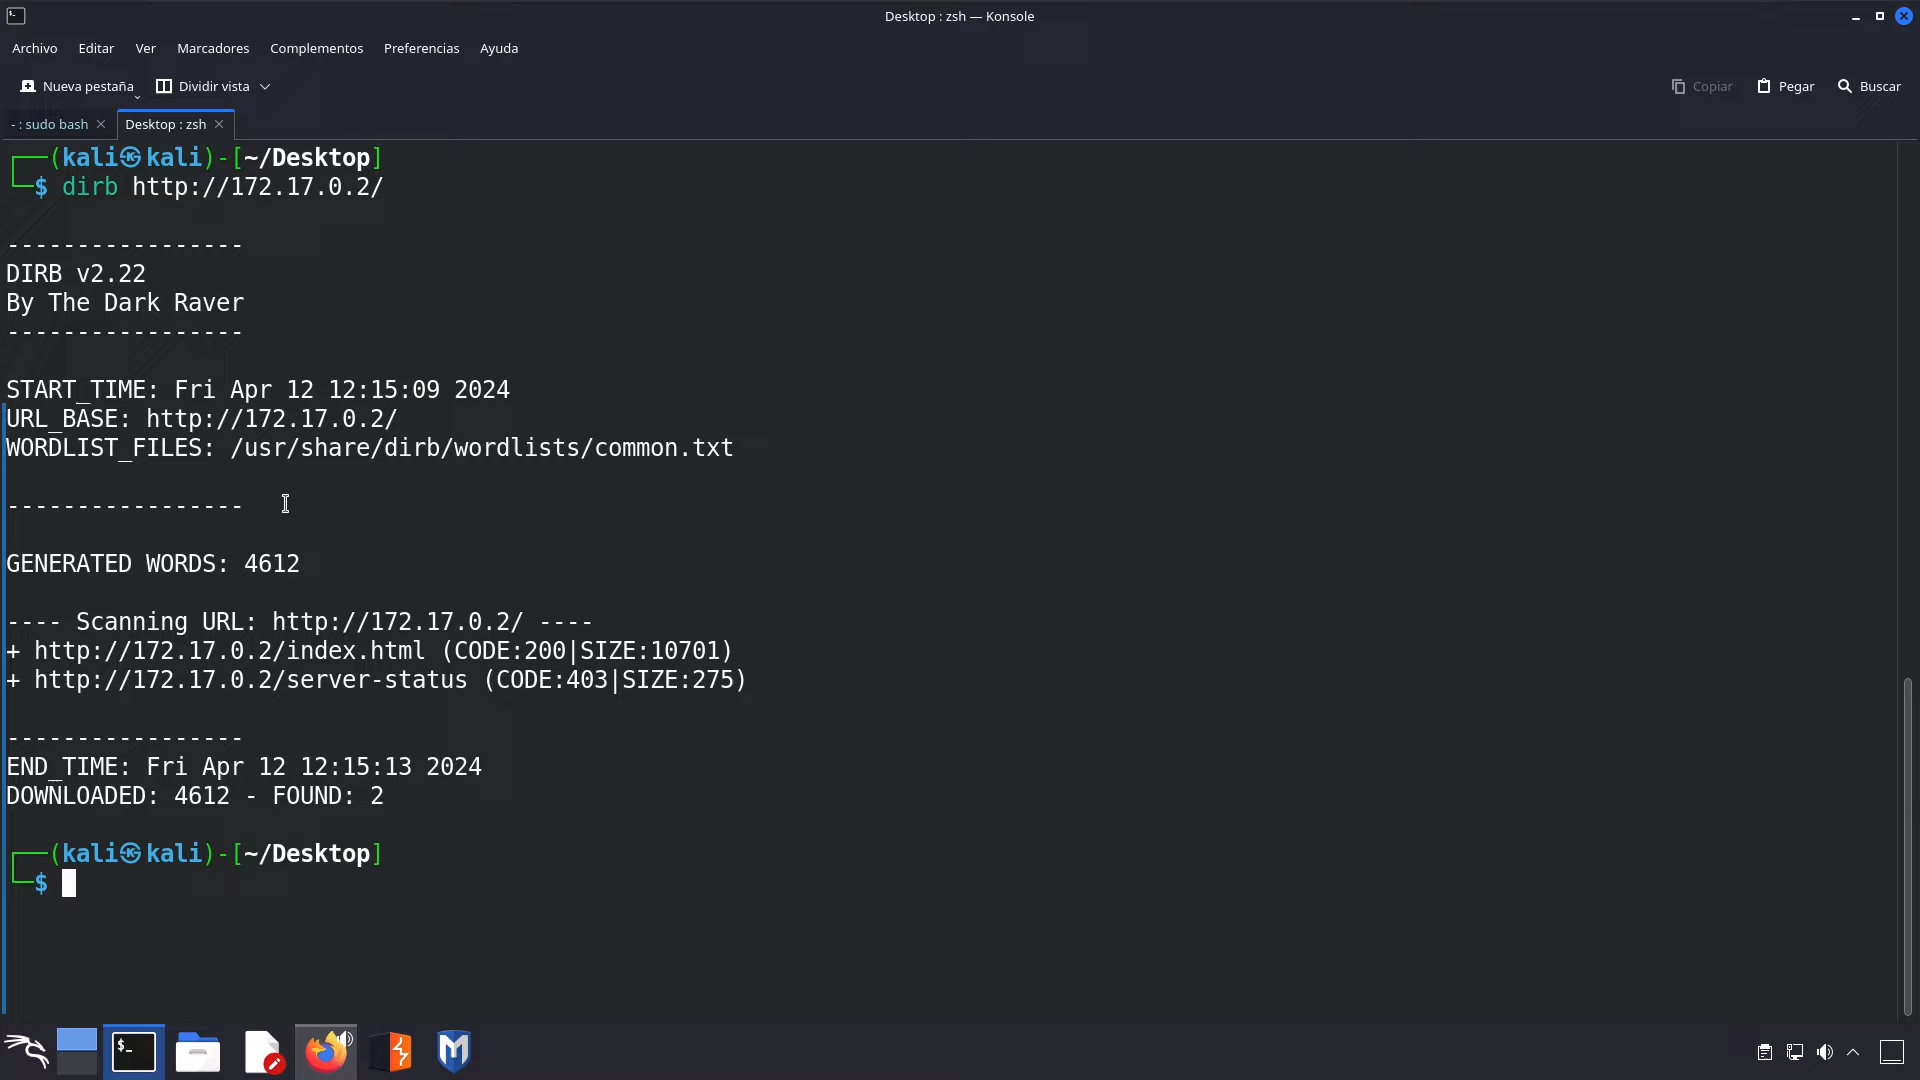 Desktop : zsh — Konsole
Archivo Editar Ver Marcadores Complementos Preferencias Ayuda
Nueva pestaña Dividir vista Copiar Pegar Buscar
- : sudo bash Desktop : zsh
┌──(kali㉿kali)-[~/Desktop]
└─$ dirb http://172.17.0.2/
-----------------
DIRB v2.22
By The Dark Raver
-----------------
START_TIME: Fri Apr 12 12:15:09 2024
URL_BASE: http://172.17.0.2/
WORDLIST_FILES: /usr/share/dirb/wordlists/common.txt
-----------------
GENERATED WORDS: 4612
---- Scanning URL: http://172.17.0.2/ ----
+ http://172.17.0.2/index.html (CODE:200|SIZE:10701)
+ http://172.17.0.2/server-status (CODE:403|SIZE:275)
-----------------
END_TIME: Fri Apr 12 12:15:13 2024
DOWNLOADED: 4612 - FOUND: 2
┌──(kali㉿kali)-[~/Desktop]
└─$